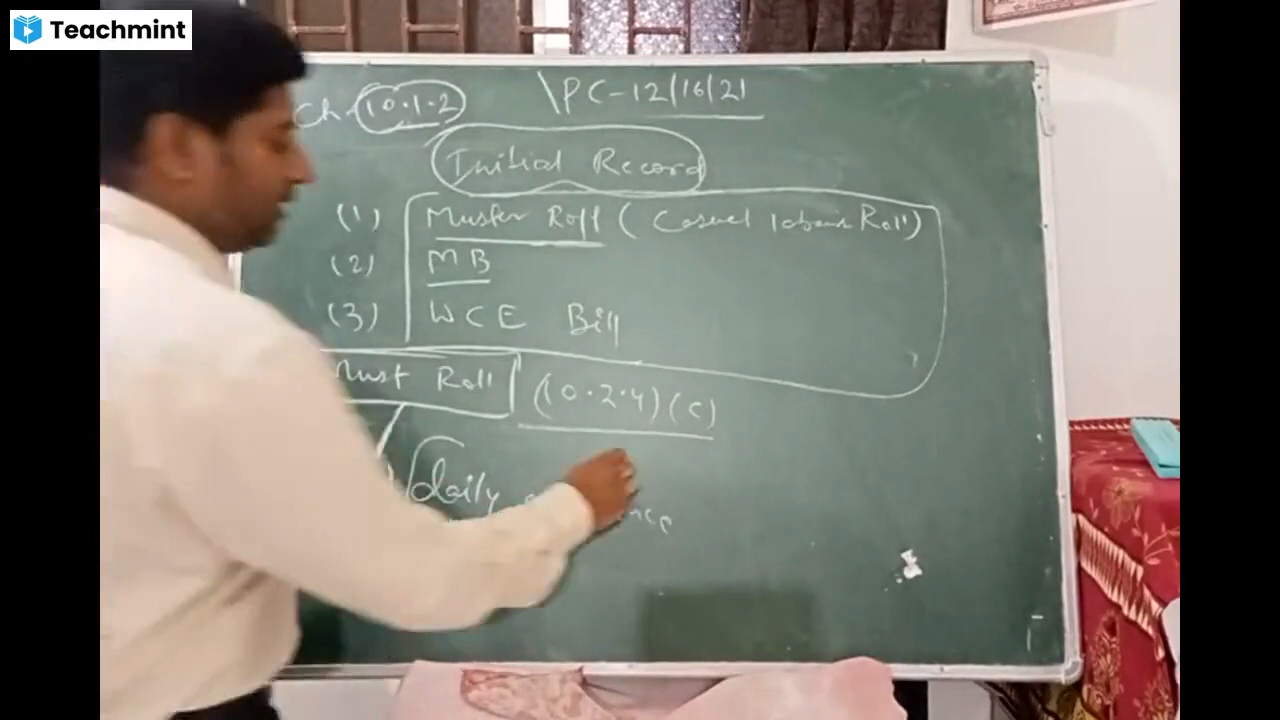 Teachmint
Ch. 10.1.2
\PC-12/16/21
Initial Record
(1) Muster Roll (Casual labour Roll)
(2) MB
(3) WCE Bill
Must Roll (10.2.4) (c)
daily